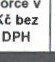 orce v
Kč bez
DPH